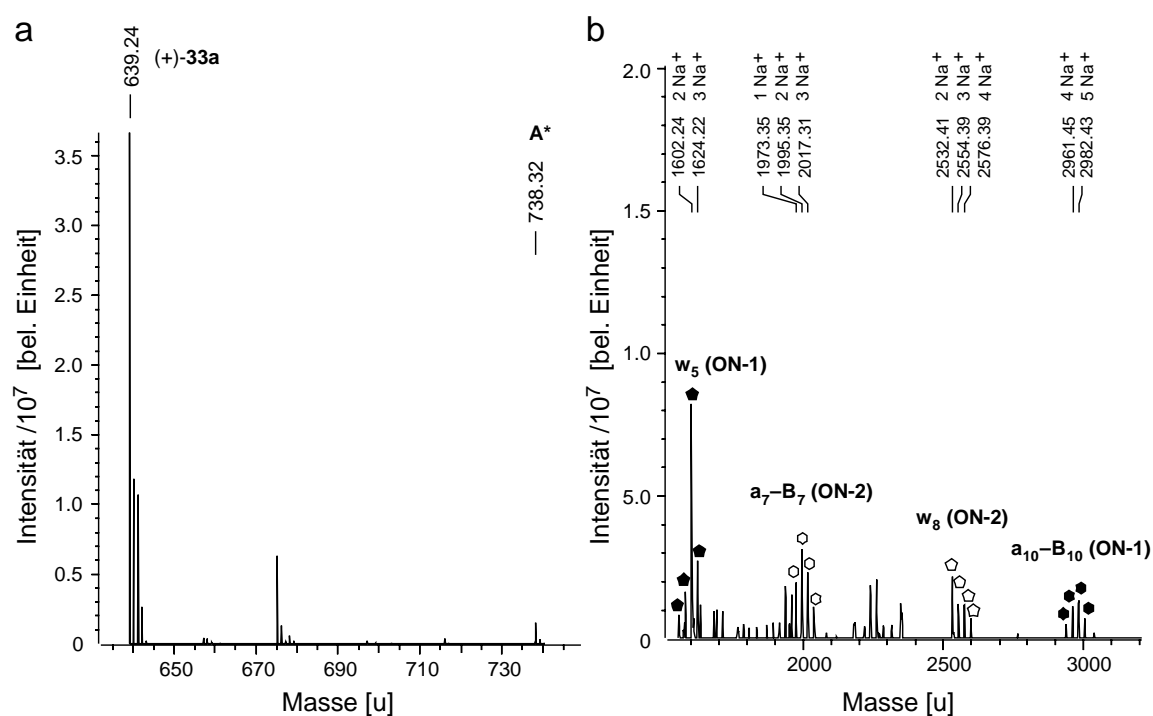 a
639.24
(+)-33a
A*
738.32
3.5
3.0
2.5
2.0
1.5
1.0
0.5
0
Intensität /10⁷ [bel. Einheit]
650
670
690
710
730
Masse [u]
b
1602.24 2 Na⁺
1624.22 3 Na⁺
1973.35 1 Na⁺
1995.35 2 Na⁺
2017.31 3 Na⁺
2532.41 2 Na⁺
2554.39 3 Na⁺
2576.39 4 Na⁺
2961.45 4 Na⁺
2982.43 5 Na⁺
2.0
1.5
1.0
5.0
0
Intensität /10⁷ [bel. Einheit]
w₅ (ON-1)
a₇–B₇ (ON-2)
w₈ (ON-2)
a₁₀–B₁₀ (ON-1)
2000
2500
3000
Masse [u]